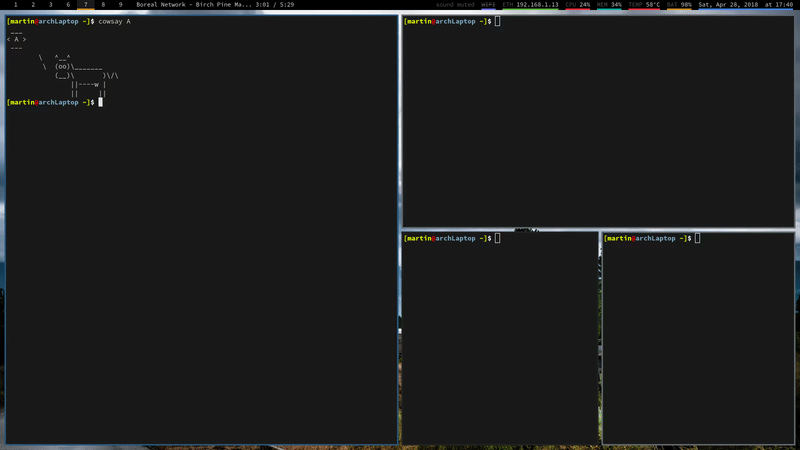 1 2 3 6 7 8 9 Boreal Network - Birch Pine Ma... 3:01 / 5:29 sound muted WIFI ETH 192.168.1.13 CPU 24% MEM 34% TEMP 58°C BAT 98% Sat, Apr 28, 2018 at 17:40
[martin@archLaptop ~]$ cowsay A
 ___
< A >
 ---
        \   ^__^
         \  (oo)\_______
            (__)\       )\/\
                ||----w |
                ||     ||
[martin@archLaptop ~]$
[martin@archLaptop ~]$
[martin@archLaptop ~]$
[martin@archLaptop ~]$